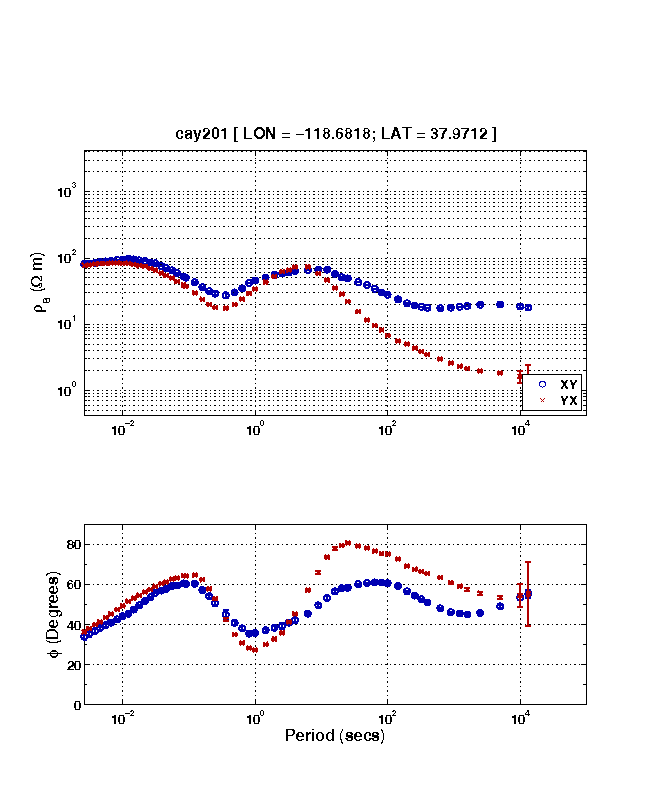 cay201 [ LON = −118.6818; LAT = 37.9712 ]
ρa (Ω m)
10³
10²
10¹
10⁰
10⁻² 10⁰ 10² 10⁴
XY
YX
φ (Degrees)
80
60
40
20
0
10⁻² 10⁰ 10² 10⁴
Period (secs)